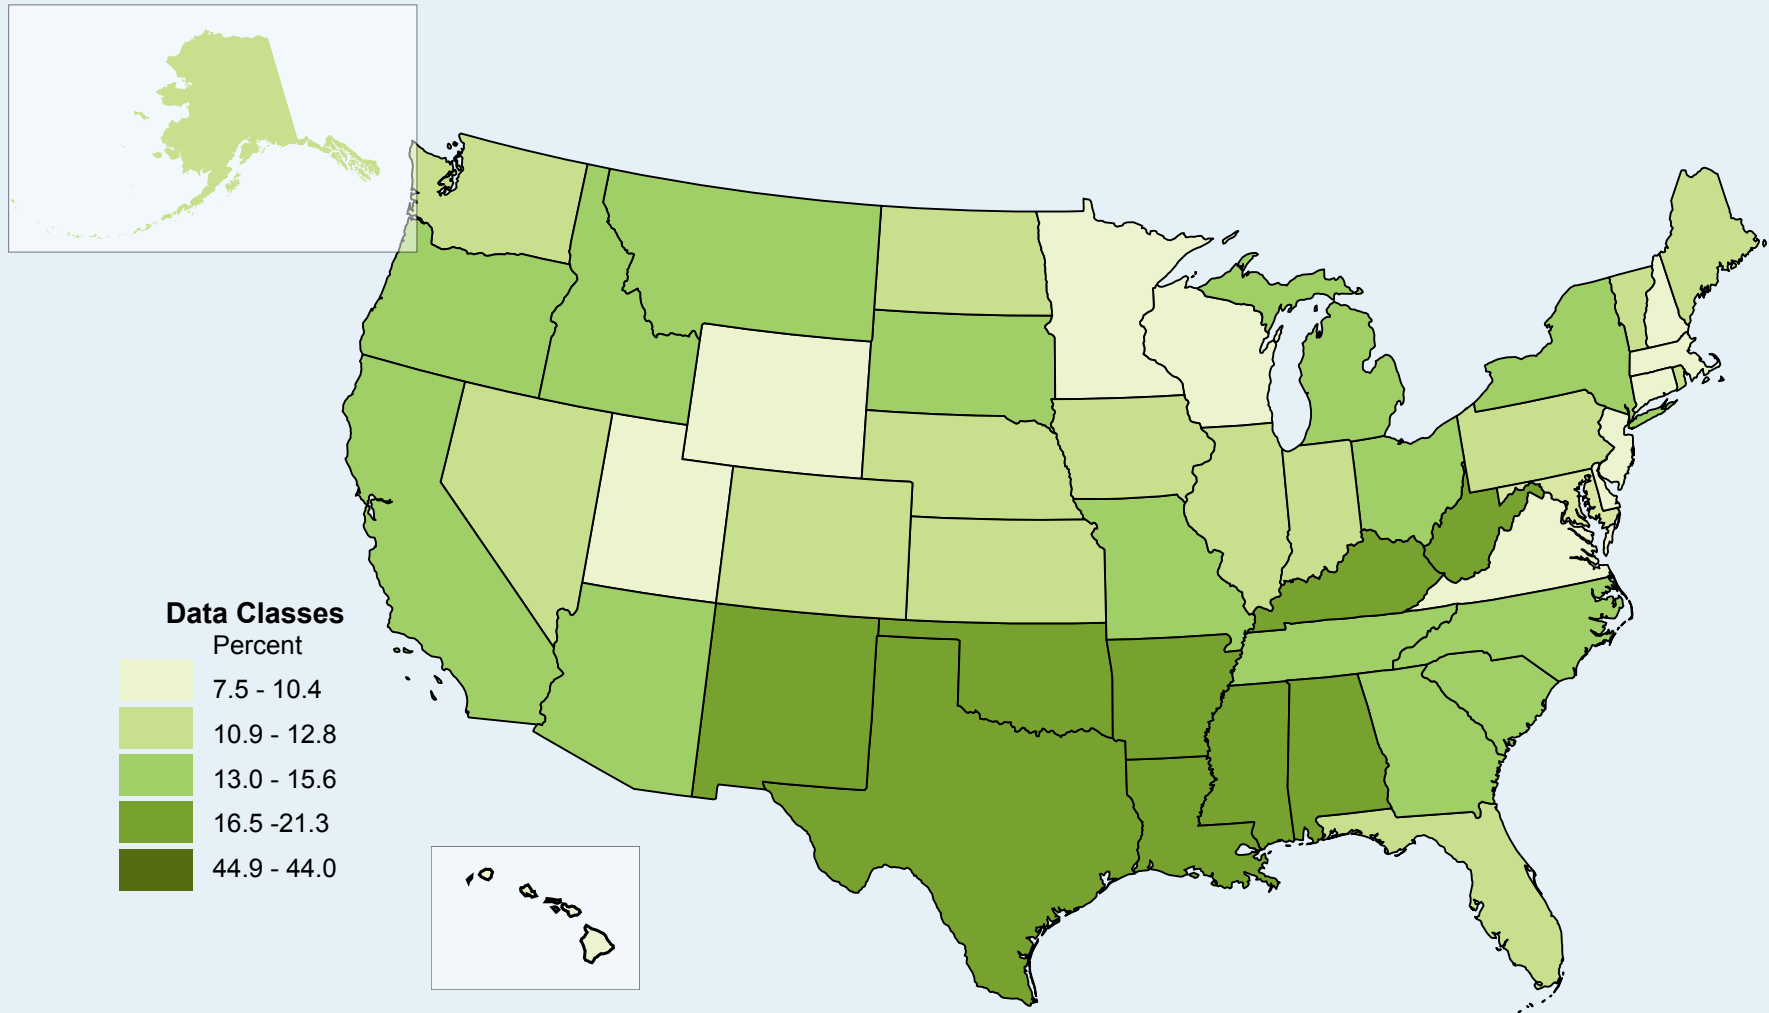 Data Classes
Percent
7.5 - 10.4
10.9 - 12.8
13.0 - 15.6
16.5 -21.3
44.9 - 44.0